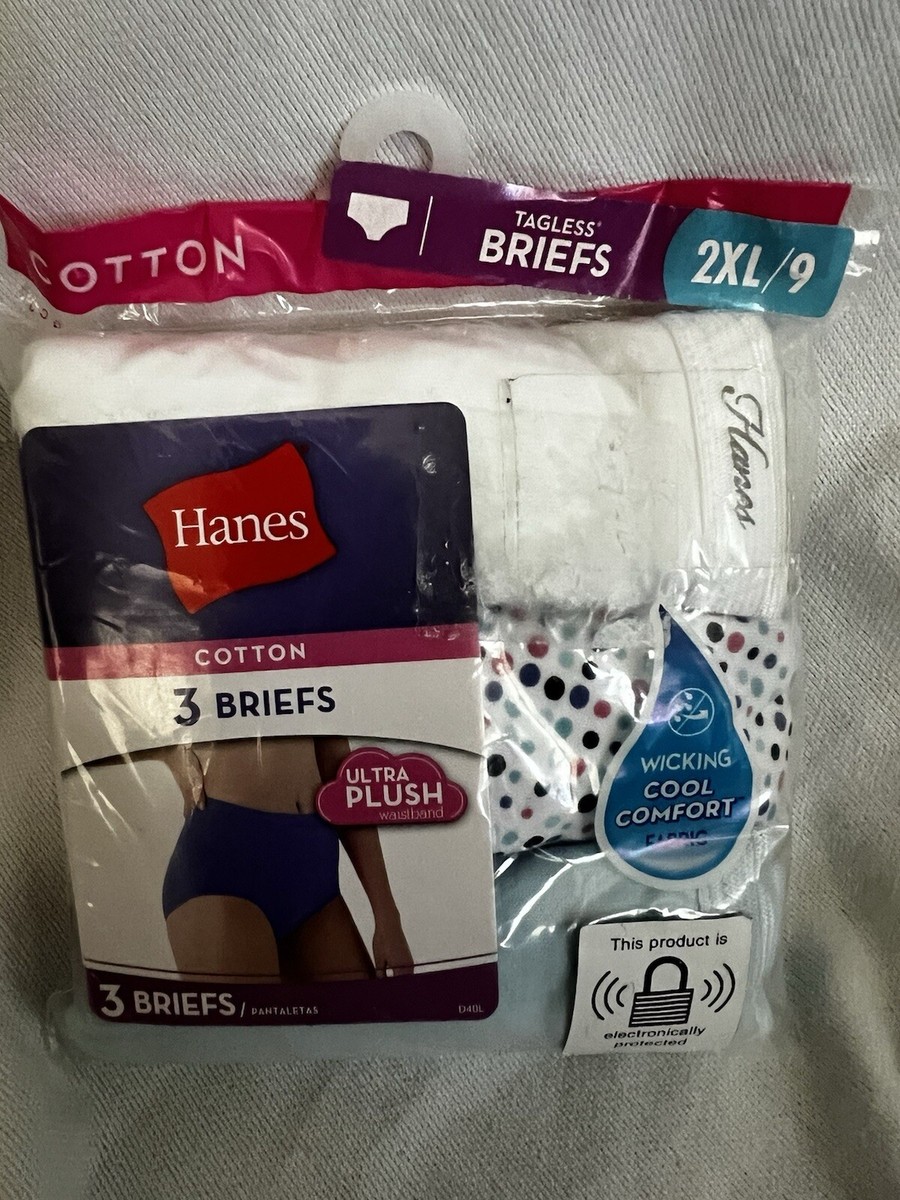 COTTON
TAGLESS®
BRIEFS
2XL/9
Hanes
Hanes
COTTON
3 BRIEFS
ULTRA
PLUSH
waistband
WICKING
COOL
COMFORT
FABRIC
3 BRIEFS / PANTALETAS
D40L
This product is
electronically
protected